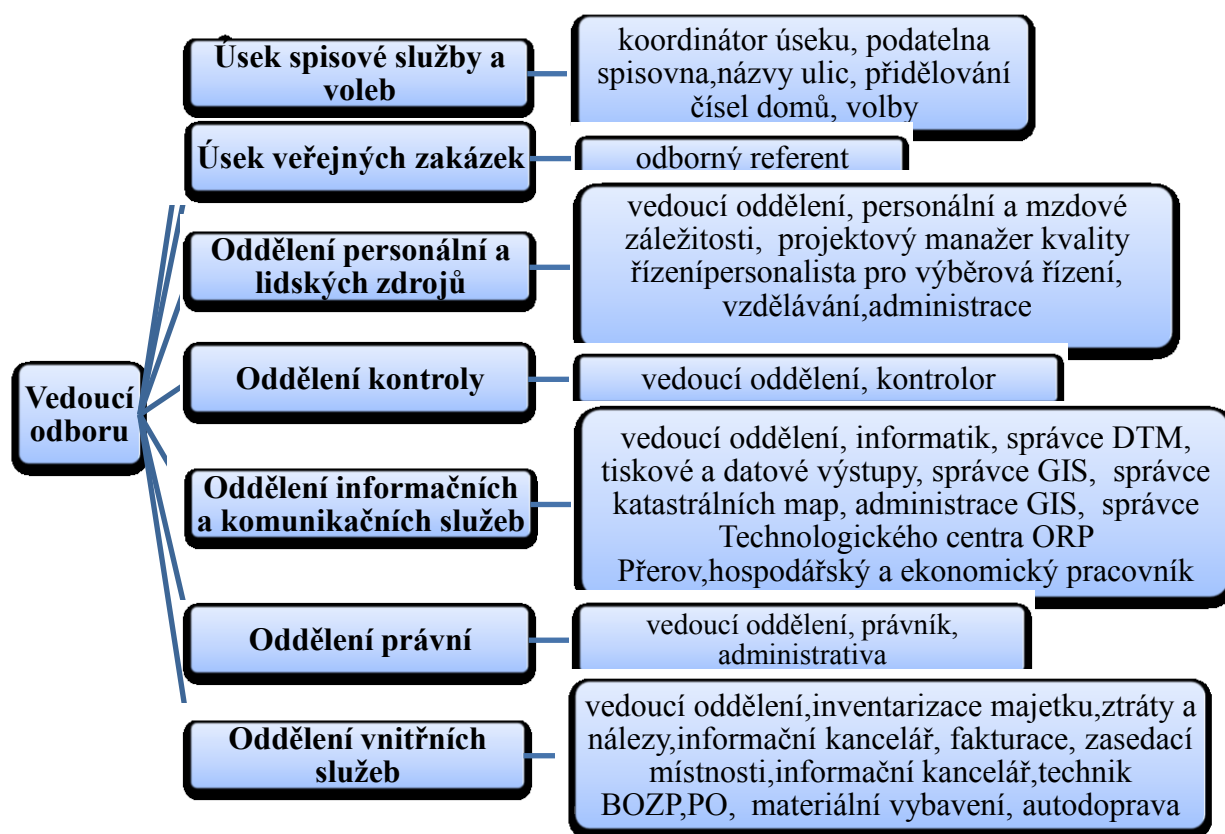 Úsek spisové služby a
voleb
koordinátor úseku, podatelna
spisovna,názvy ulic, přidělování
čísel domů, volby
Úsek veřejných zakázek
odborný referent
Oddělení personální a
lidských zdrojů
vedoucí oddělení, personální a mzdové
záležitosti, projektový manažer kvality
řízenípersonalista pro výběrová řízení,
vzdělávání,administrace
Vedoucí
odboru
Oddělení kontroly
vedoucí oddělení, kontrolor
Oddělení informačních
a komunikačních služeb
vedoucí oddělení, informatik, správce DTM,
tiskové a datové výstupy, správce GIS, správce
katastrálních map, administrace GIS, správce
Technologického centra ORP
Přerov,hospodářský a ekonomický pracovník
Oddělení právní
vedoucí oddělení, právník,
administrativa
Oddělení vnitřních
služeb
vedoucí oddělení,inventarizace majetku,ztráty a
nálezy,informační kancelář, fakturace, zasedací
místnosti,informační kancelář,technik
BOZP,PO, materiální vybavení, autodoprava